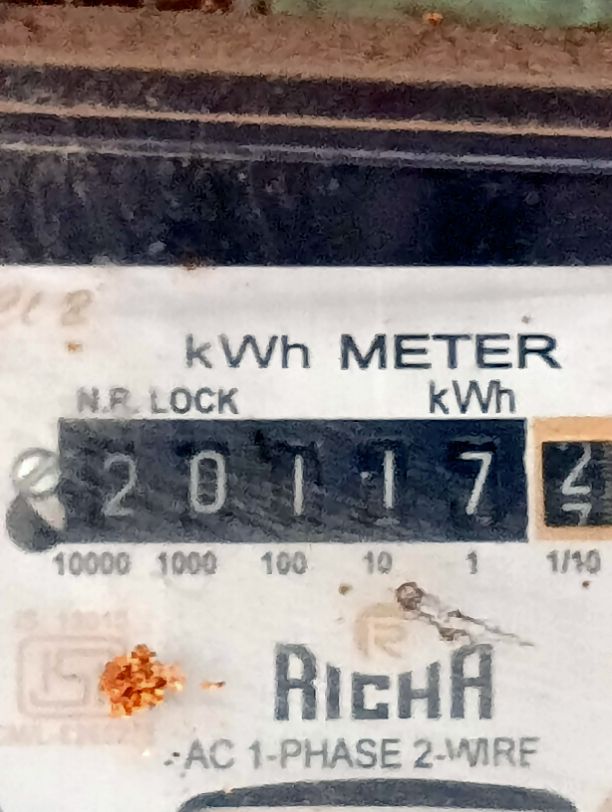 kWh METER
N.R. LOCK kWh
2 0 1 1 7 2
10000 1000 100 10 1 1/10
R
RICHA
AC 1-PHASE 2-WIRE